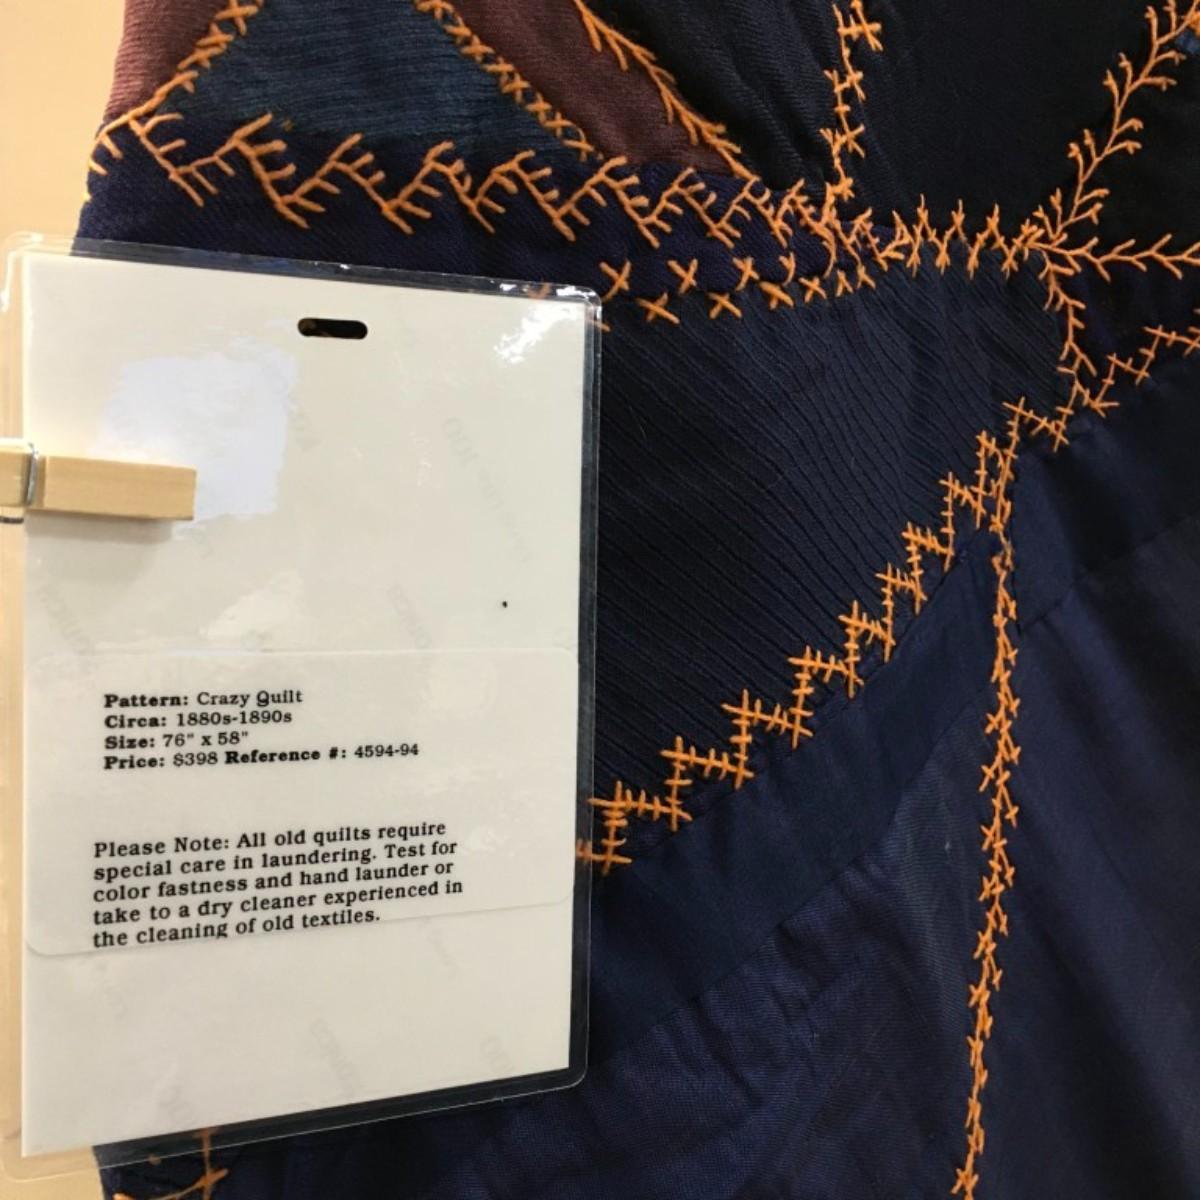 Pattern: Crazy Quilt
Circa: 1880s-1890s
Size: 76" x 58"
Price: $398 Reference #: 4594-94
Please Note: All old quilts require
special care in laundering. Test for
color fastness and hand launder or
take to a dry cleaner experienced in
the cleaning of old textiles.